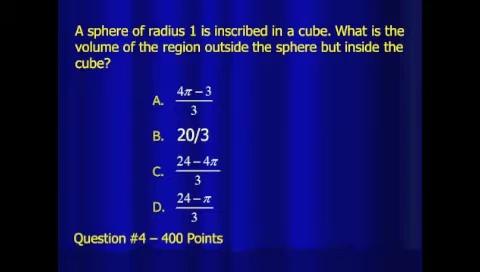 A sphere of radius 1 is inscribed in a cube. What is the
volume of the region outside the sphere but inside the
cube?
A. (4π − 3)/3
B. 20/3
C. (24 − 4π)/3
D. (24 − π)/3
Question #4 – 400 Points